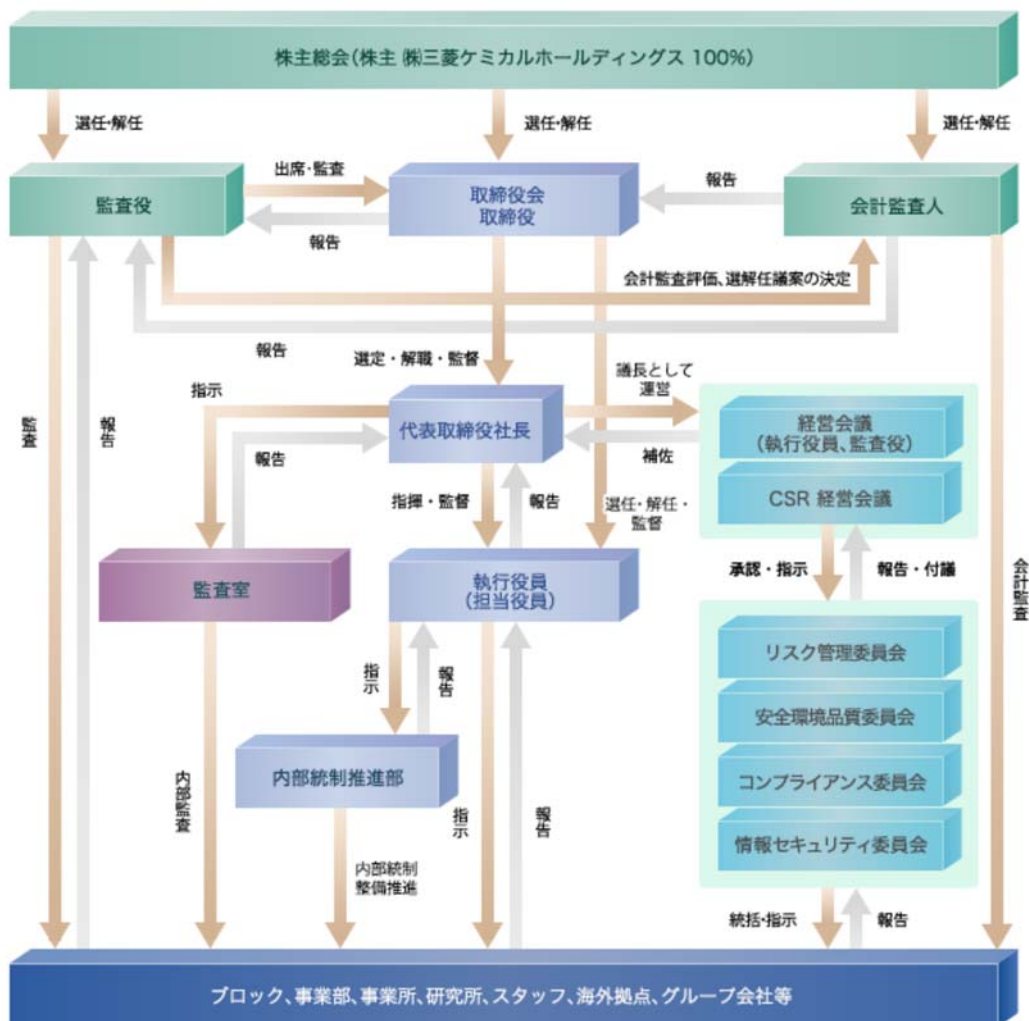 株主総会(株主 ㈱三菱ケミカルホールディングス 100%)
選任・解任
選任・解任
選任・解任
監査役
出席・監査
報告
取締役会
取締役
報告
会計監査人
会計監査評価、選解任議案の決定
報告
選定・解職・監督
監査
報告
指示
報告
代表取締役社長
議長として
運営
補佐
経営会議
(執行役員、監査役)
CSR 経営会議
指揮・監督
報告
選任・解任・
監督
監査室
執行役員
(担当役員)
承認・指示
報告・付議
会計監査
リスク管理委員会
安全環境品質委員会
コンプライアンス委員会
情報セキュリティ委員会
指示
報告
内部統制推進部
内部監査
指示
報告
内部統制
整備推進
統括・指示
報告
ブロック、事業部、事業所、研究所、スタッフ、海外拠点、グループ会社等